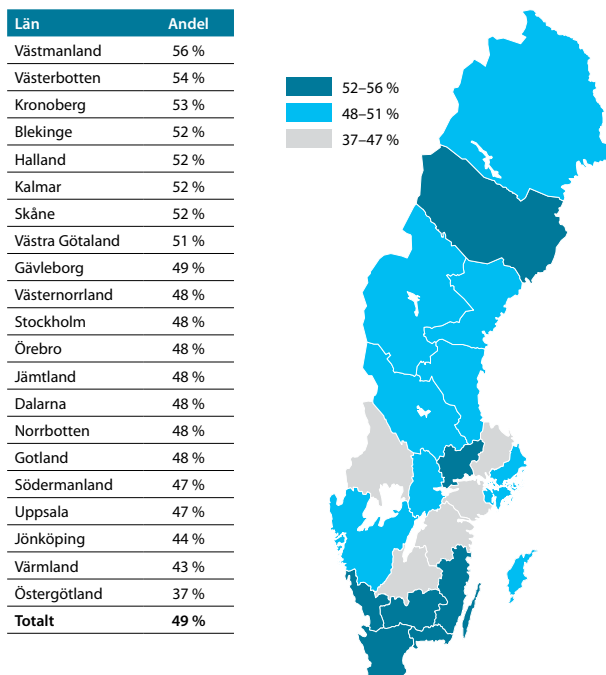 Län Andel
Västmanland 56 %
Västerbotten 54 %
Kronoberg 53 %
Blekinge 52 %
Halland 52 %
Kalmar 52 %
Skåne 52 %
Västra Götaland 51 %
Gävleborg 49 %
Västernorrland 48 %
Stockholm 48 %
Örebro 48 %
Jämtland 48 %
Dalarna 48 %
Norrbotten 48 %
Gotland 48 %
Södermanland 47 %
Uppsala 47 %
Jönköping 44 %
Värmland 43 %
Östergötland 37 %
Totalt 49 %
52–56 %
48–51 %
37–47 %